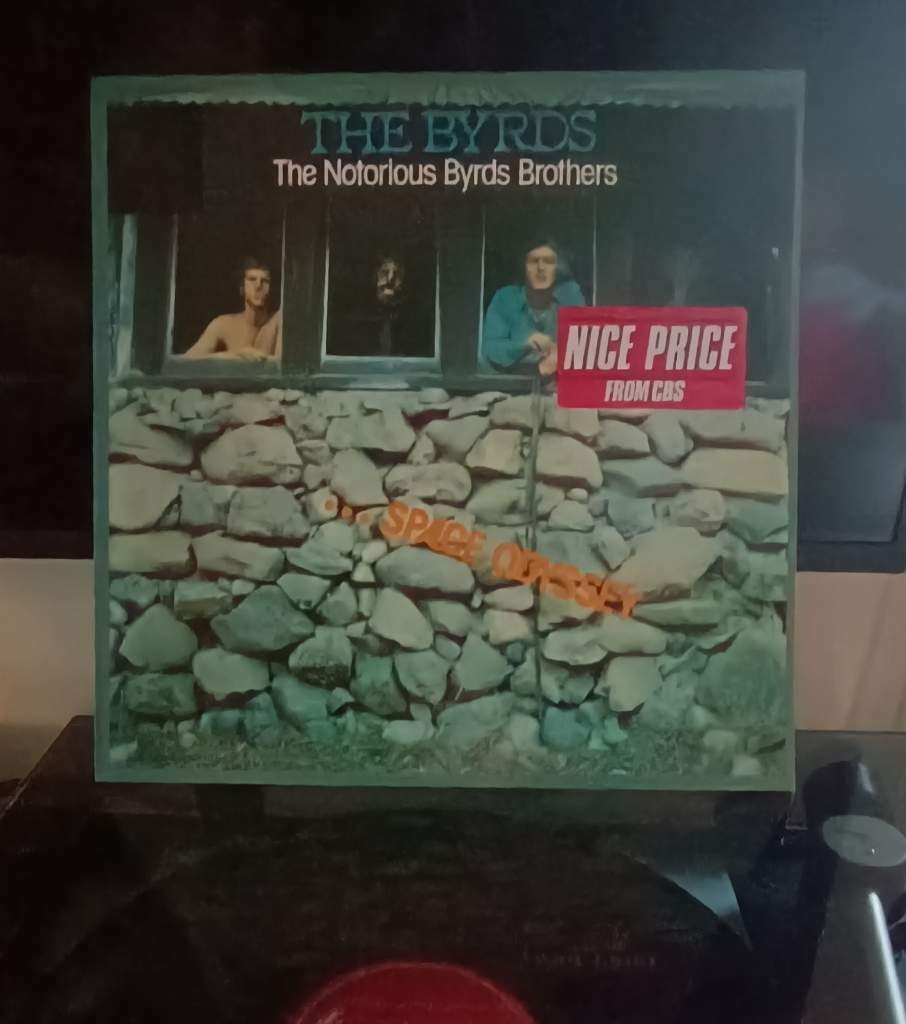 THE BYRDS
The Notorious Byrds Brothers
NICE PRICE
FROM CBS
... SPACE ODYSSEY